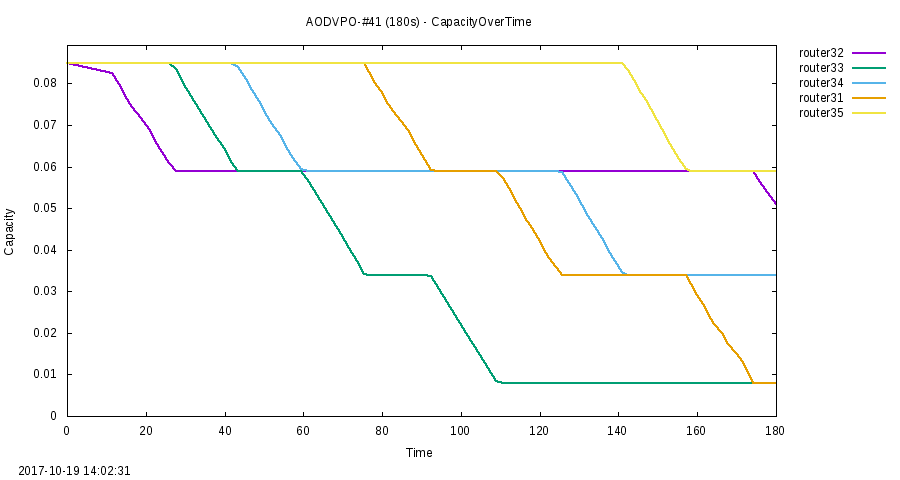 AODVPO-#41 (180s) - CapacityOverTime
router32
router33
router34
router31
router35
0.08
0.07
0.06
0.05
0.04
0.03
0.02
0.01
0
Capacity
0 20 40 60 80 100 120 140 160 180
Time
2017-10-19 14:02:31